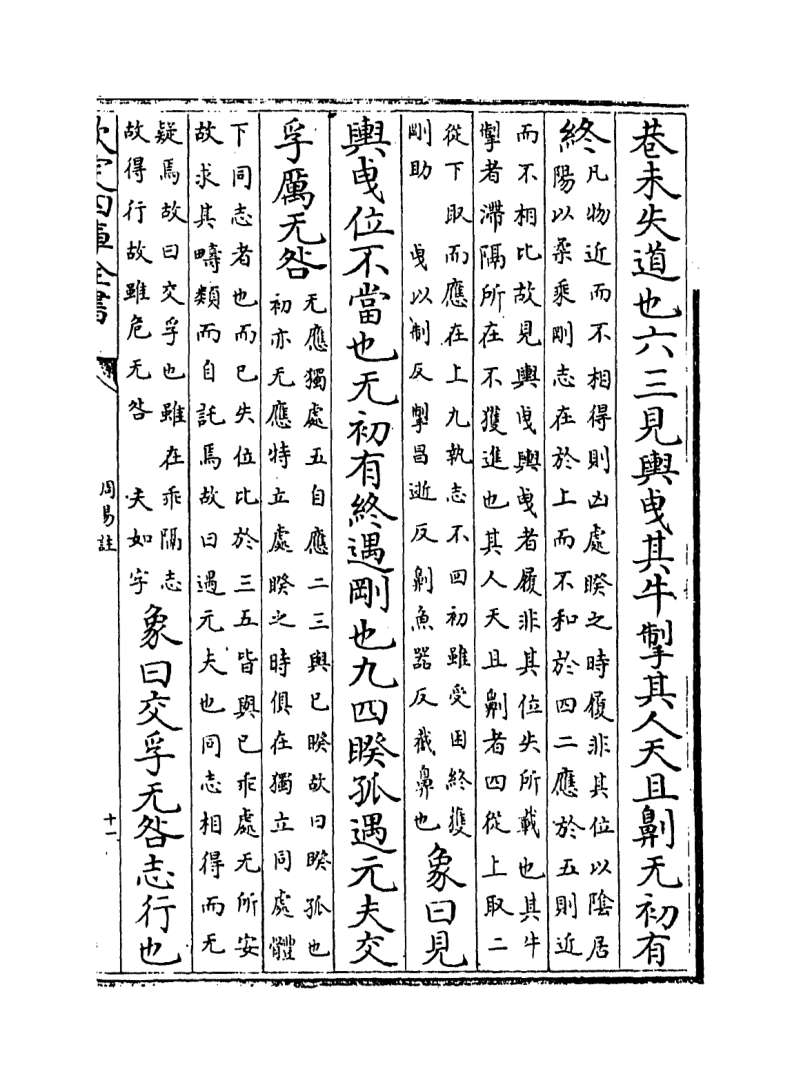 巷未失道也六三見輿曳其牛掣其人天且劓无初有
終
凡物近而不相得則凶處睽之時履非其位以陰居
陽以柔乘剛志在於上而不和於四二應於五則近
而不相比故見輿曳輿曳者履非其位失所載也其牛
掣者滯隔所在不獲進也其人天且劓者四從上取二
從下取而應在上九執志不回初雖受困終獲
剛助 曳以制反掣昌逝反劓魚器反截鼻也
象曰見
輿曳位不當也无初有終遇剛也九四睽孤遇元夫交
孚厲无咎
无應獨處五自應二三與已睽故曰睽孤也
初亦无應特立處睽之時俱在獨立同處體
下同志者也而已失位比於三五皆與已乖處无所安
故求其疇類而自託焉故曰遇元夫也同志相得而无
疑焉故曰交孚也雖在乖隔志
故得行故雖危无咎 夫如字
象曰交孚无咎志行也
欽定四庫全書
周易註
十一